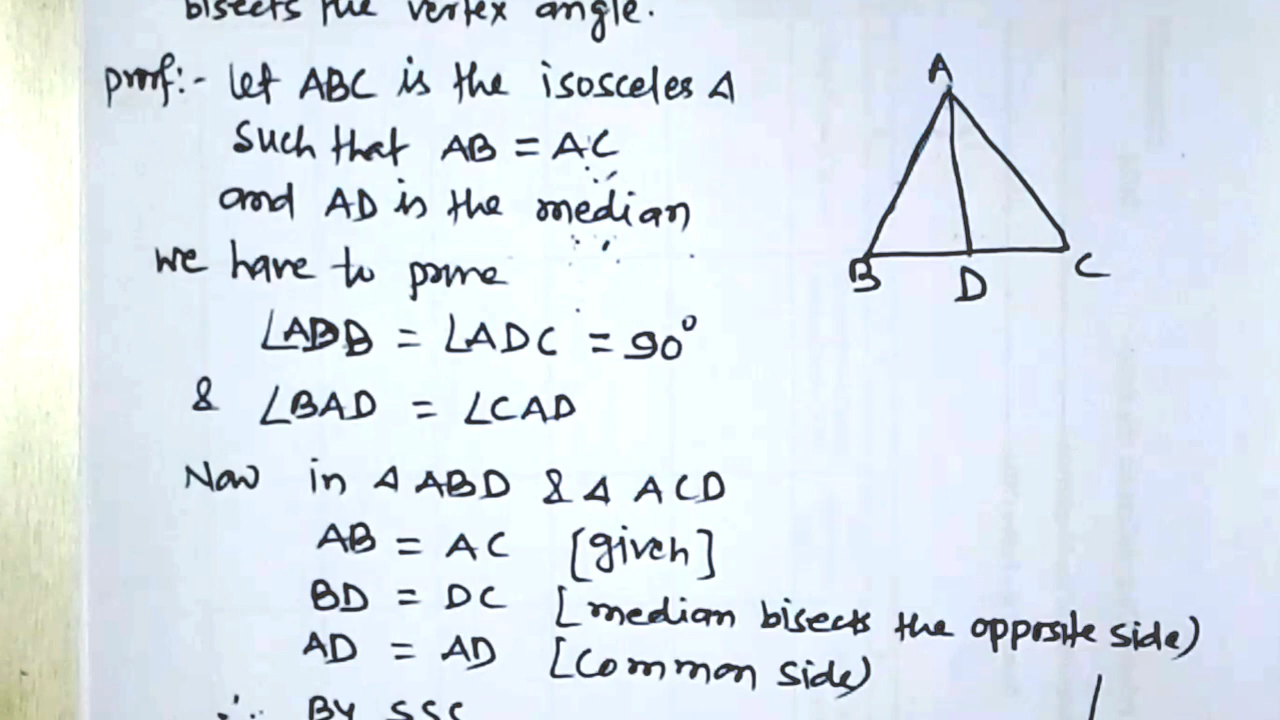 bisects the vertex angle.
proof:- let ABC is the isosceles Δ
such that AB = AC
and AD is the median
we have to prove
∠ADB = ∠ADC = 90°
& ∠BAD = ∠CAD
Now in Δ ABD & Δ ACD
AB = AC [given]
BD = DC [median bisects the opposite side)
AD = AD [common side)
∴ By SSC
A
B
D
C